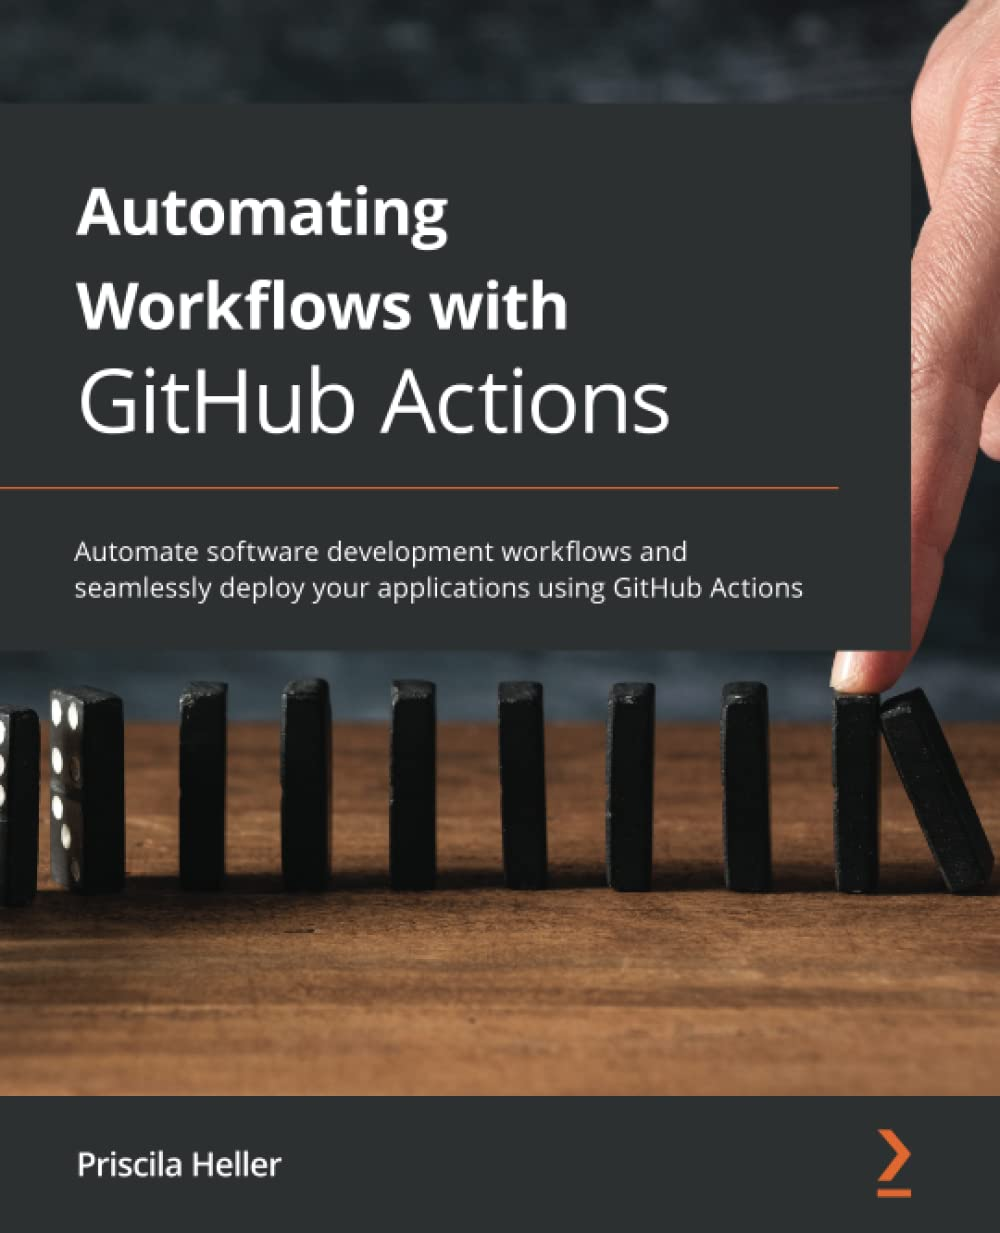 Automating
Workflows with
GitHub Actions
Automate software development workflows and
seamlessly deploy your applications using GitHub Actions
Priscila Heller